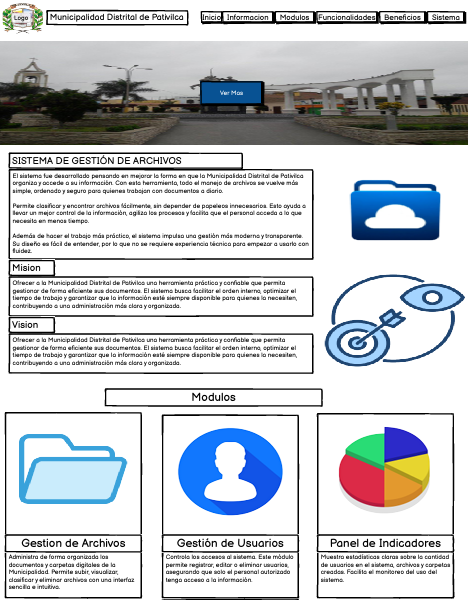 Logo
Municipalidad Distrital de Pativilca
Inicio
Informacion
Modulos
Funcionalidades
Beneficios
Sistema
Ver Mas
SISTEMA DE GESTIÓN DE ARCHIVOS
El sistema fue desarrollado pensando en mejorar la forma en que la Municipalidad Distrital de Pativilca
organiza y accede a su información. Con esta herramienta, todo el manejo de archivos se vuelve más
simple, ordenado y seguro para quienes trabajan con documentos a diario.
Permite clasificar y encontrar archivos fácilmente, sin depender de papeleos innecesarios. Esto ayuda a
llevar un mejor control de la información, agiliza los procesos y facilita que el personal acceda a lo que
necesita en menos tiempo.
Además de hacer el trabajo más práctico, el sistema impulsa una gestión más moderna y transparente.
Su diseño es fácil de entender, por lo que no se requiere experiencia técnica para empezar a usarlo con
fluidez.
Mision
Ofrecer a la Municipalidad Distrital de Pativilca una herramienta práctica y confiable que permita
gestionar de forma eficiente sus documentos. El sistema busca facilitar el orden interno, optimizar el
tiempo de trabajo y garantizar que la información esté siempre disponible para quienes la necesiten,
contribuyendo a una administración más clara y organizada.
Vision
Ofrecer a la Municipalidad Distrital de Pativilca una herramienta práctica y confiable que permita
gestionar de forma eficiente sus documentos. El sistema busca facilitar el orden interno, optimizar el
tiempo de trabajo y garantizar que la información esté siempre disponible para quienes la necesiten,
contribuyendo a una administración más clara y organizada.
Modulos
Gestion de Archivos
Administra de forma organizada los
documentos y carpetas digitales de la
Municipalidad. Permite subir, visualizar,
clasificar y eliminar archivos con una interfaz
sencilla e intuitiva.
Gestión de Usuarios
Controla los accesos al sistema. Este módulo
permite registrar, editar o eliminar usuarios,
asegurando que solo el personal autorizado
tenga acceso a la información.
Panel de Indicadores
Muestra estadísticas claras sobre la cantidad
de usuarios en el sistema, archivos y carpetas
creados. Facilita el monitoreo del uso del
sistema.